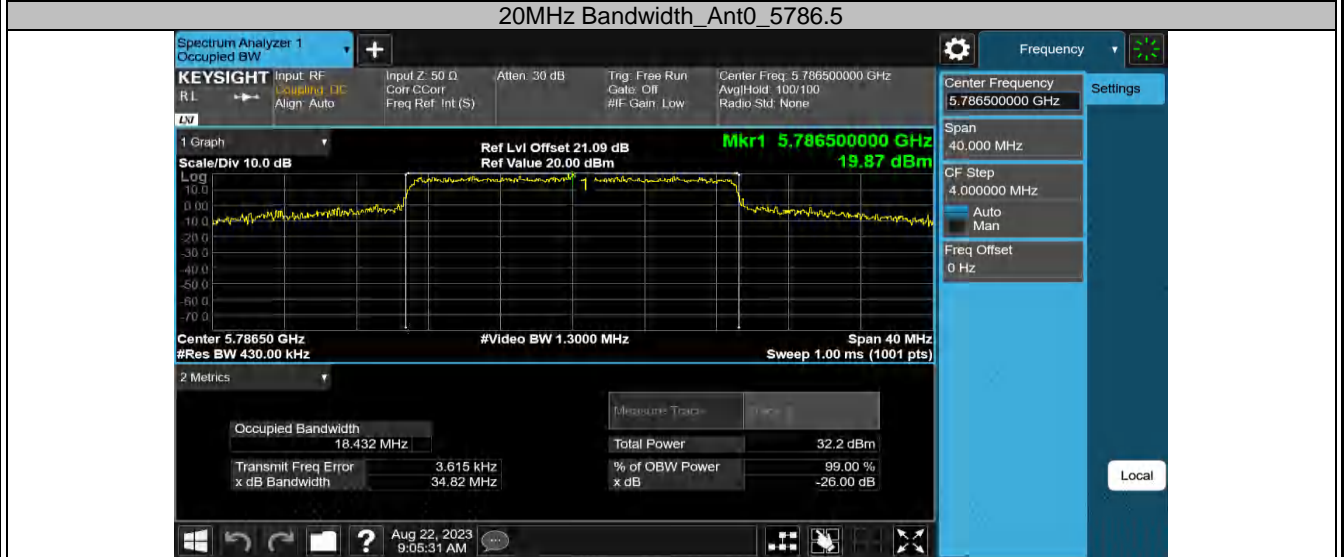 20MHz Bandwidth_Ant0_5786.5
Spectrum Analyzer 1
Occupied BW
+
Frequency
KEYSIGHT
RL
LXI
Input: RF
Coupling: DC
Align: Auto
Input Z: 50 Ω
Corr CCorr
Freq Ref: Int (S)
Atten: 30 dB
Trig: Free Run
Gate: Off
#IF Gain: Low
Center Freq: 5.786500000 GHz
Avg|Hold: 100/100
Radio Std: None
Center Frequency
5.786500000 GHz
Settings
Span
40.000 MHz
CF Step
4.000000 MHz
Auto
Man
Freq Offset
0 Hz
1 Graph
Scale/Div 10.0 dB
Ref Lvl Offset 21.09 dB
Ref Value 20.00 dBm
Mkr1 5.786500000 GHz
19.87 dBm
Log
10.0
0.00
-10.0
-20.0
-30.0
-40.0
-50.0
-60.0
-70.0
1
Center 5.78650 GHz
#Res BW 430.00 kHz
#Video BW 1.3000 MHz
Span 40 MHz
Sweep 1.00 ms (1001 pts)
2 Metrics
Measure Trace
Occupied Bandwidth
18.432 MHz
Total Power 32.2 dBm
Transmit Freq Error 3.615 kHz
% of OBW Power 99.00 %
x dB Bandwidth 34.82 MHz
x dB -26.00 dB
Local
?
Aug 22, 2023
9:05:31 AM